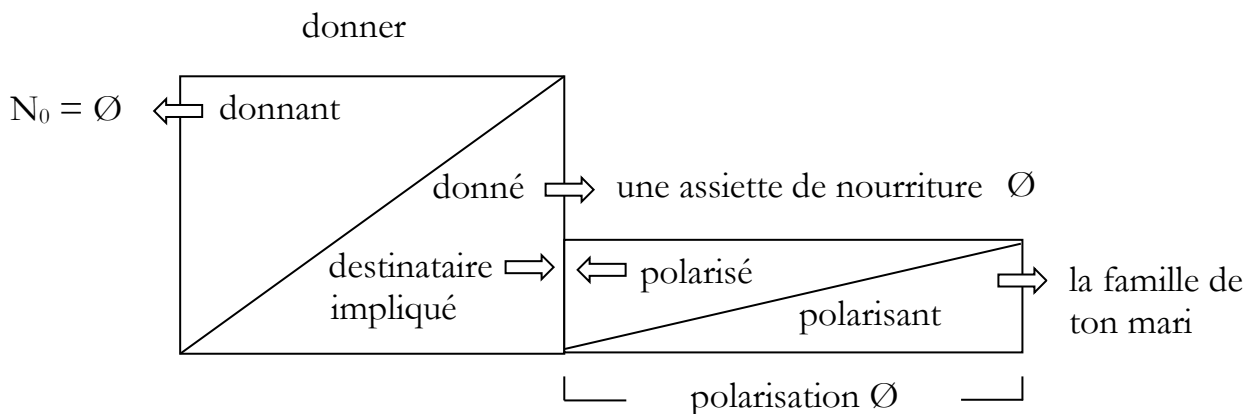 donner
N₀ = Ø donnant
donné une assiette de nourriture Ø
destinataire polarisé la famille de
impliqué polarisant ton mari
polarisation Ø